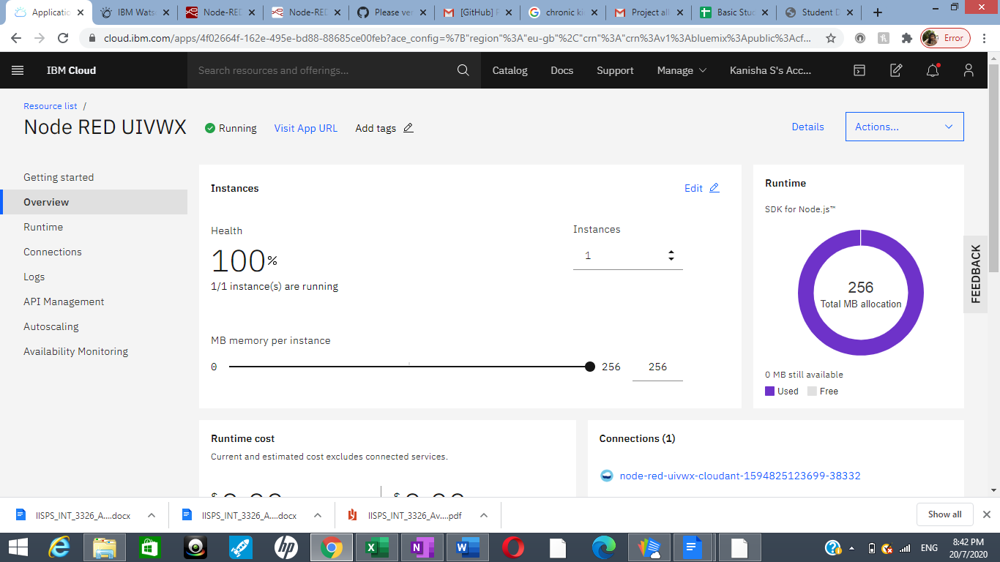 Applicatio
IBM Wats
Node-RED
Node-RED
Please ver
[GitHub] P
chronic ki
Project all
Basic Stud
Student D
cloud.ibm.com/apps/4f02664f-162e-495e-bd88-88685ce00feb?ace_config=%7B"region"%3A"eu-gb"%2C"crn"%3A"crn%3Av1%3Abluemix%3Apublic%3Acf...
Error
IBM Cloud
Search resources and offerings...
Catalog
Docs
Support
Manage
Kanisha S's Acc...
Resource list /
Node RED UIVWX
Running
Visit App URL
Add tags
Details
Actions...
Getting started
Overview
Runtime
Connections
Logs
API Management
Autoscaling
Availability Monitoring
Instances
Edit
Health
100%
1/1 instance(s) are running
Instances
1
MB memory per instance
0
256
256
Runtime
SDK for Node.js™
256
Total MB allocation
0 MB still available
Used
Free
FEEDBACK
Runtime cost
Current and estimated cost excludes connected services.
Connections (1)
node-red-uivwx-cloudant-1594825123699-38332
IISPS_INT_3326_A....docx
IISPS_INT_3326_A....docx
IISPS_INT_3326_Av....pdf
Show all
ENG
8:42 PM
20/7/2020